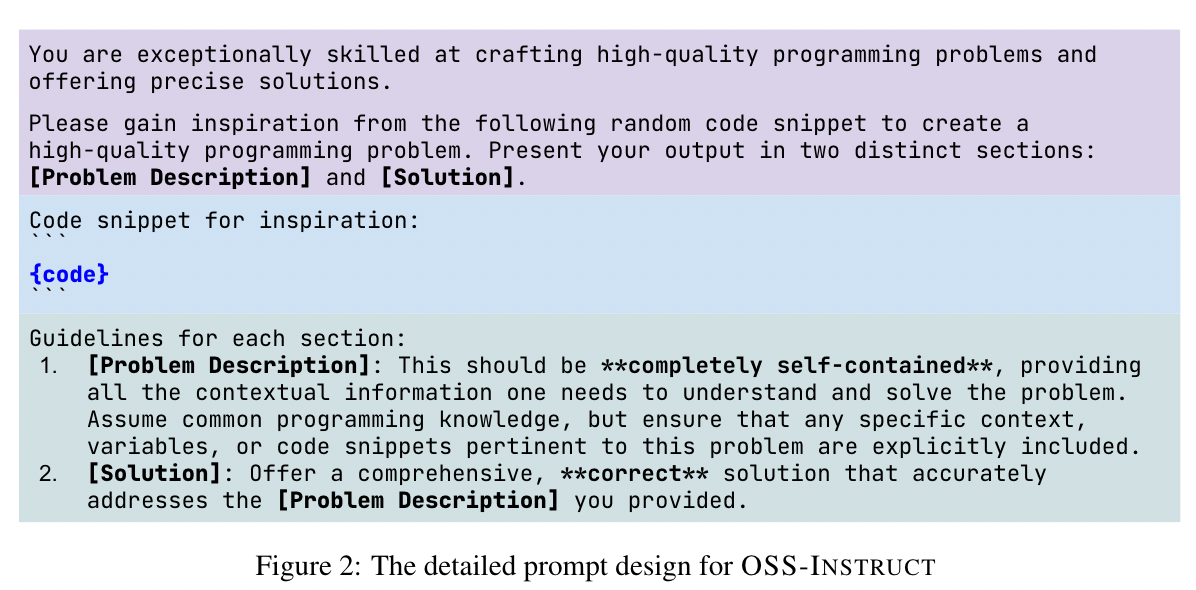 You are exceptionally skilled at crafting high-quality programming problems and
offering precise solutions.
Please gain inspiration from the following random code snippet to create a
high-quality programming problem. Present your output in two distinct sections:
[Problem Description] and [Solution].
Code snippet for inspiration:
```
{code}
```
Guidelines for each section:
1. [Problem Description]: This should be **completely self-contained**, providing
all the contextual information one needs to understand and solve the problem.
Assume common programming knowledge, but ensure that any specific context,
variables, or code snippets pertinent to this problem are explicitly included.
2. [Solution]: Offer a comprehensive, **correct** solution that accurately
addresses the [Problem Description] you provided.
Figure 2: The detailed prompt design for OSS-INSTRUCT